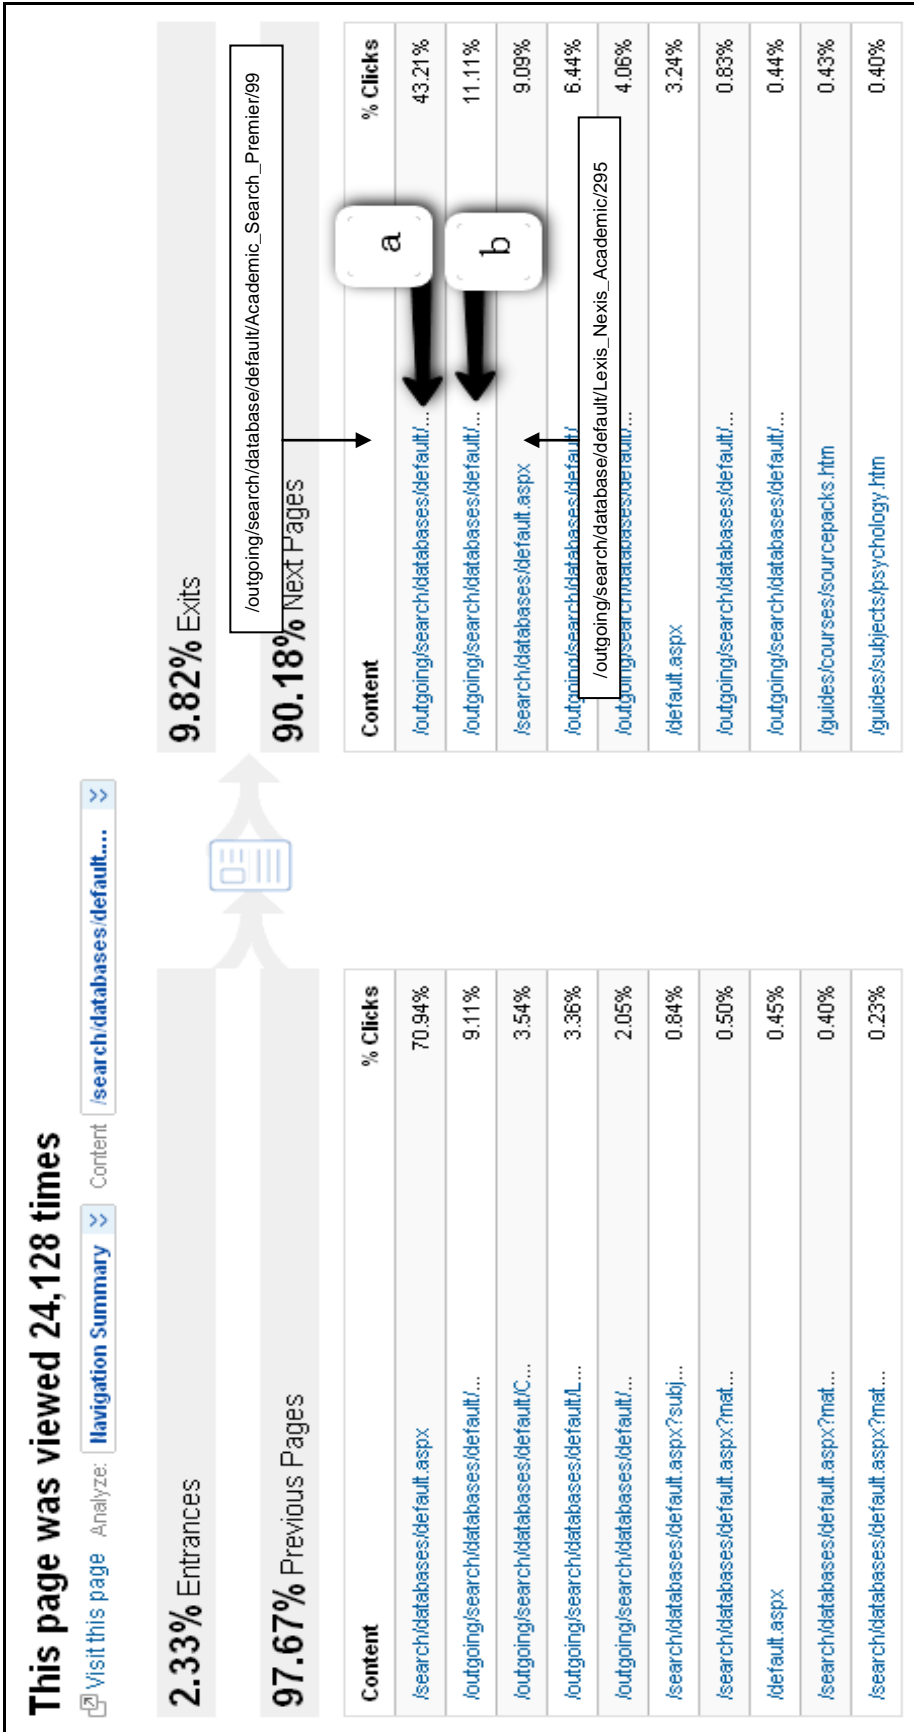 This page was viewed 24,128 times
Visit this page Analyze: Navigation Summary Content /search/databases/default....
2.33% Entrances
97.67% Previous Pages
Content % Clicks
/search/databases/default.aspx 70.94%
/outgoing/search/databases/default/... 9.11%
/outgoing/search/databases/default/C... 3.54%
/outgoing/search/databases/default/L... 3.36%
/outgoing/search/databases/default/... 2.05%
/search/databases/default.aspx?subj... 0.84%
/search/databases/default.aspx?mat... 0.50%
/default.aspx 0.45%
/search/databases/default.aspx?mat... 0.40%
/search/databases/default.aspx?mat... 0.23%
9.82% Exits
/outgoing/search/database/default/Academic_Search_Premier/99
90.18% Next Pages
Content % Clicks
/outgoing/search/databases/default/... 43.21%
a
/outgoing/search/databases/default/... 11.11%
b
/search/databases/default.aspx 9.09%
/outgoing/search/databases/default/ 6.44%
/outgoing/search/database/default/Lexis_Nexis_Academic/295
/outgoing/search/databases/default/... 4.06%
/default.aspx 3.24%
/outgoing/search/databases/default/... 0.83%
/outgoing/search/databases/default/... 0.44%
/guides/courses/sourcepacks.htm 0.43%
/guides/subjects/psychology.htm 0.40%